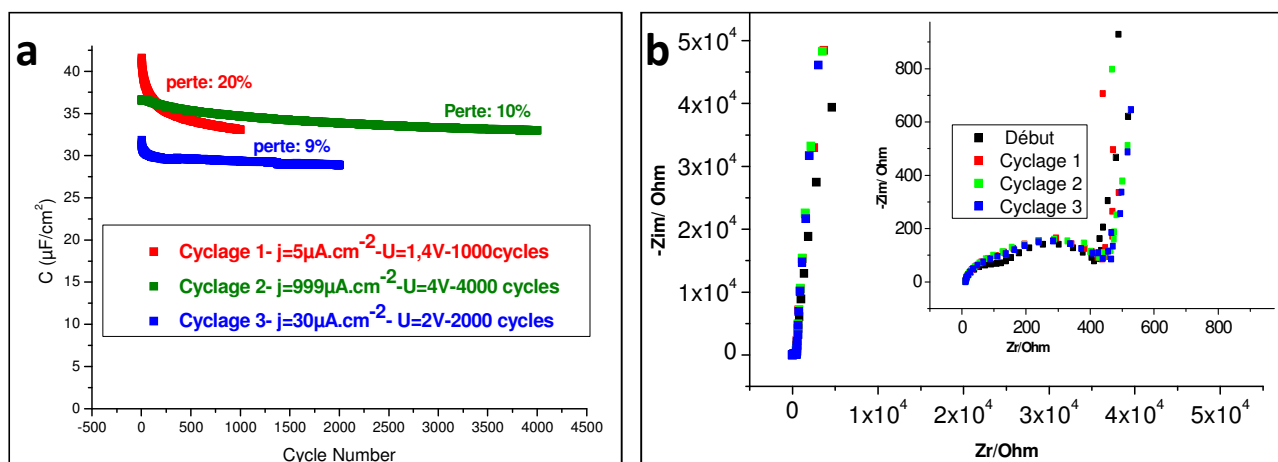 a
perte: 20%
Perte: 10%
perte: 9%
Cyclage 1- j=5µA.cm-2-U=1,4V-1000cycles
Cyclage 2- j=999µA.cm-2-U=4V-4000 cycles
Cyclage 3- j=30µA.cm-2- U=2V-2000 cycles
C (µF/cm²)
40
35
30
25
20
15
10
5
0
-500 0 500 1000 1500 2000 2500 3000 3500 4000 4500
Cycle Number
b
-Zim/ Ohm
5x10⁴
4x10⁴
3x10⁴
2x10⁴
1x10⁴
0
0 1x10⁴ 2x10⁴ 3x10⁴ 4x10⁴ 5x10⁴
Zr/Ohm
-Zim/ Ohm
800
600
400
200
0
Début
Cyclage 1
Cyclage 2
Cyclage 3
0 200 400 600 800
Zr/Ohm